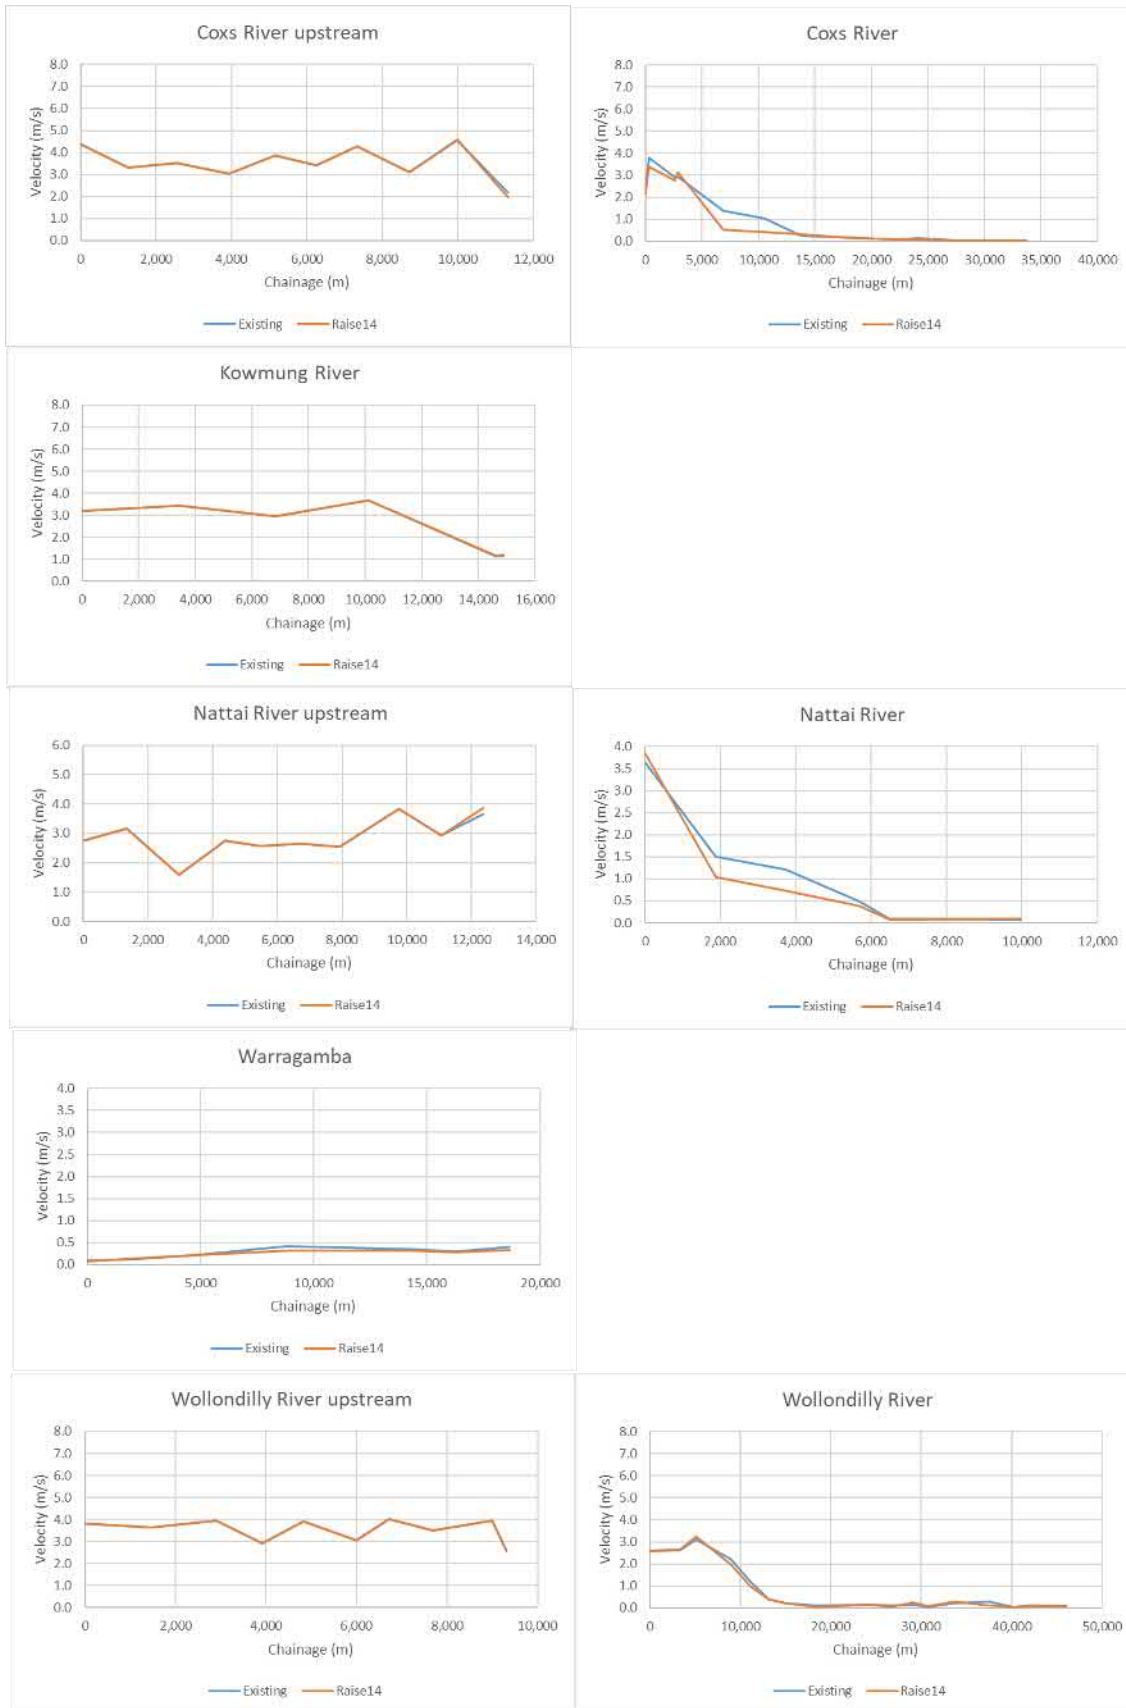 Coxs River upstream
Velocity (m/s)
8.0
7.0
6.0
5.0
4.0
3.0
2.0
1.0
0.0
0 2,000 4,000 6,000 8,000 10,000 12,000
Chainage (m)
Existing Raise14
Coxs River
Velocity (m/s)
8.0
7.0
6.0
5.0
4.0
3.0
2.0
1.0
0.0
0 5,000 10,000 15,000 20,000 25,000 30,000 35,000 40,000
Chainage (m)
Existing Raise14
Kowmung River
Velocity (m/s)
8.0
7.0
6.0
5.0
4.0
3.0
2.0
1.0
0.0
0 2,000 4,000 6,000 8,000 10,000 12,000 14,000 16,000
Chainage (m)
Existing Raise14
Nattai River upstream
Velocity (m/s)
6.0
5.0
4.0
3.0
2.0
1.0
0.0
0 2,000 4,000 6,000 8,000 10,000 12,000 14,000
Chainage (m)
Existing Raise14
Nattai River
Velocity (m/s)
4.0
3.5
3.0
2.5
2.0
1.5
1.0
0.5
0.0
0 2,000 4,000 6,000 8,000 10,000 12,000
Chainage (m)
Existing Raise14
Warragamba
Velocity (m/s)
4.0
3.5
3.0
2.5
2.0
1.5
1.0
0.5
0.0
0 5,000 10,000 15,000 20,000
Chainage (m)
Existing Raise14
Wollondilly River upstream
Velocity (m/s)
8.0
7.0
6.0
5.0
4.0
3.0
2.0
1.0
0.0
0 2,000 4,000 6,000 8,000 10,000
Chainage (m)
Existing Raise14
Wollondilly River
Velocity (m/s)
8.0
7.0
6.0
5.0
4.0
3.0
2.0
1.0
0.0
0 10,000 20,000 30,000 40,000 50,000
Chainage (m)
Existing Raise14